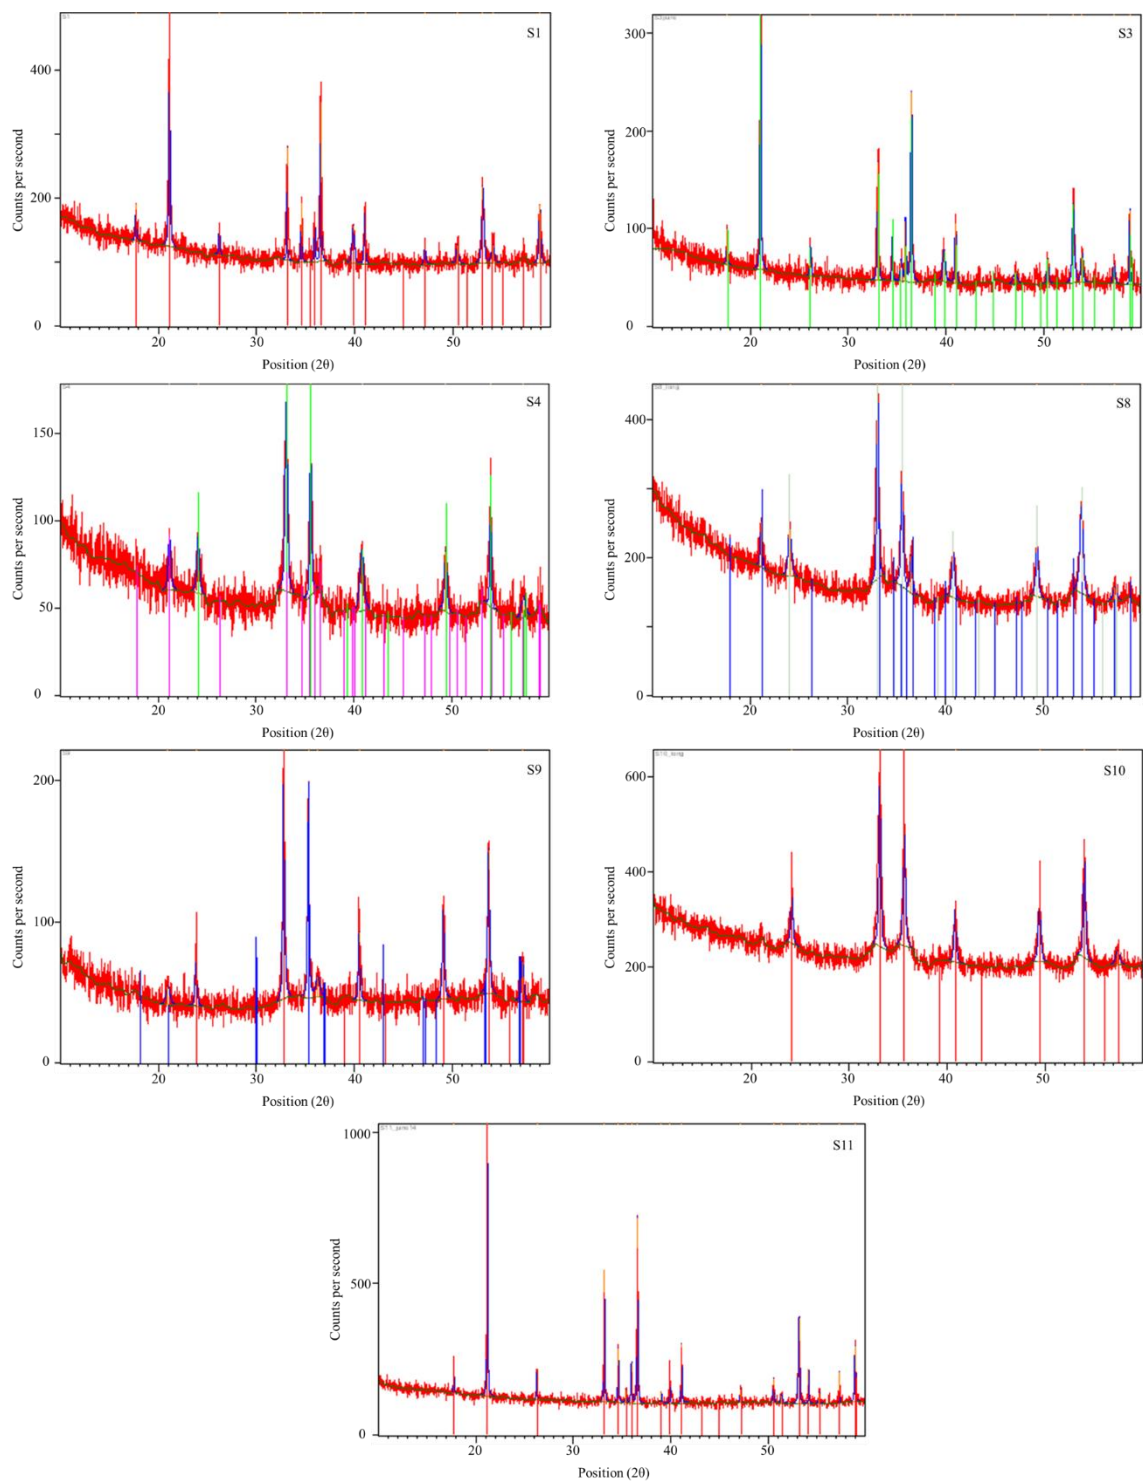 S1
S1
400
200
0
Counts per second
20 30 40 50
Position (2θ)
S3
300
200
100
0
Counts per second
20 30 40 50
Position (2θ)
S4
S4
150
100
50
0
Counts per second
20 30 40 50
Position (2θ)
S8
400
200
0
Counts per second
20 30 40 50
Position (2θ)
S9
200
100
0
Counts per second
20 30 40 50
Position (2θ)
S10
600
400
200
0
Counts per second
20 30 40 50
Position (2θ)
S11
1000
500
0
Counts per second
20 30 40 50
Position (2θ)